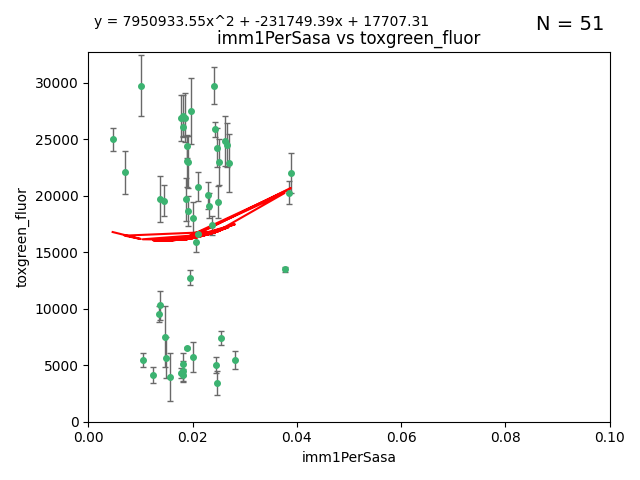 y = 7950933.55x^2 + -231749.39x + 17707.31
N = 51
imm1PerSasa vs toxgreen_fluor
30000
25000
20000
15000
10000
5000
0
toxgreen_fluor
0.00 0.02 0.04 0.06 0.08 0.10
imm1PerSasa